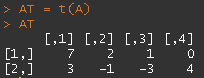 > AT = t(A)
> AT
     [,1] [,2] [,3] [,4]
[1,]    7    2    1    0
[2,]    3   -1   -3    4